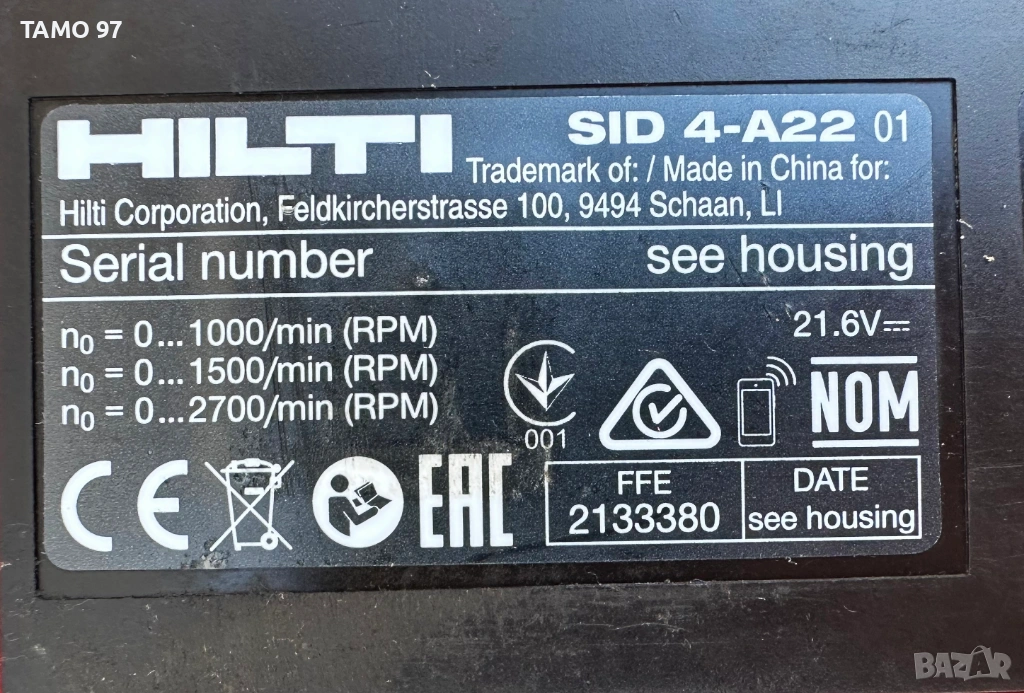 TAMO 97
HILTI
SID 4-A22 01
Trademark of: / Made in China for:
Hilti Corporation, Feldkircherstrasse 100, 9494 Schaan, LI
Serial number see housing
n₀ = 0...1000/min (RPM)
21.6V⎓
n₀ = 0...1500/min (RPM)
n₀ = 0...2700/min (RPM)
001
NOM
CE
EAC
FFE
2133380
DATE
see housing
BAZAR